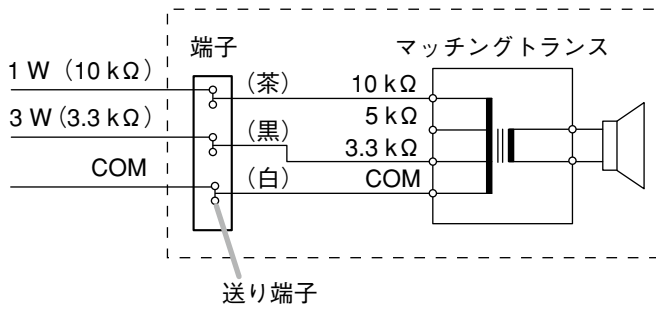 端子
マッチングトランス
1 W（10 kΩ）
（茶）
10 kΩ
3 W（3.3 kΩ）
5 kΩ
（黒）
3.3 kΩ
COM
（白）
COM
送り端子